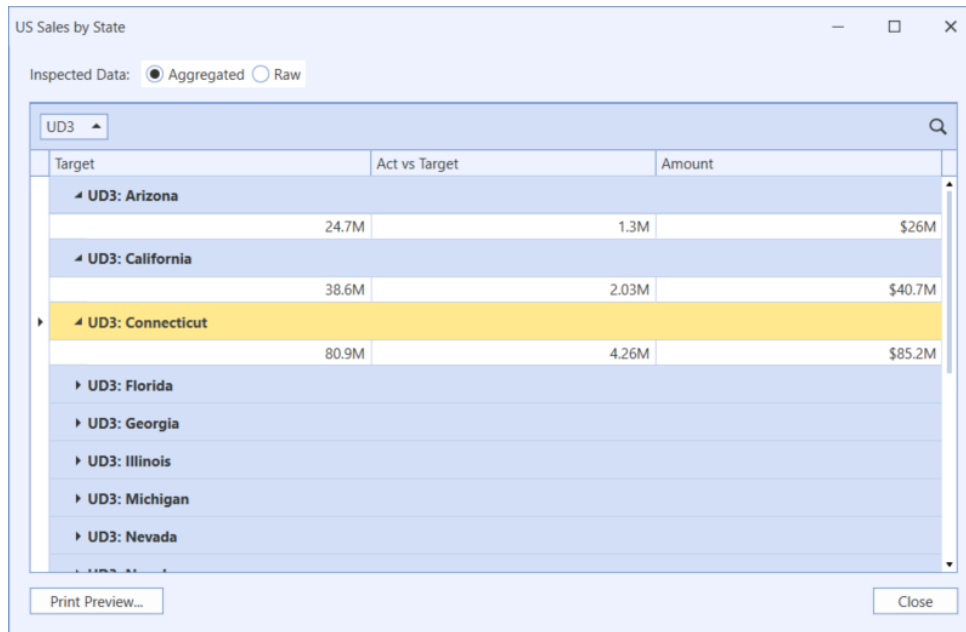 US Sales by State
Inspected Data: Aggregated Raw
UD3
Target Act vs Target Amount
UD3: Arizona
24.7M 1.3M $26M
UD3: California
38.6M 2.03M $40.7M
UD3: Connecticut
80.9M 4.26M $85.2M
UD3: Florida
UD3: Georgia
UD3: Illinois
UD3: Michigan
UD3: Nevada
Print Preview... Close